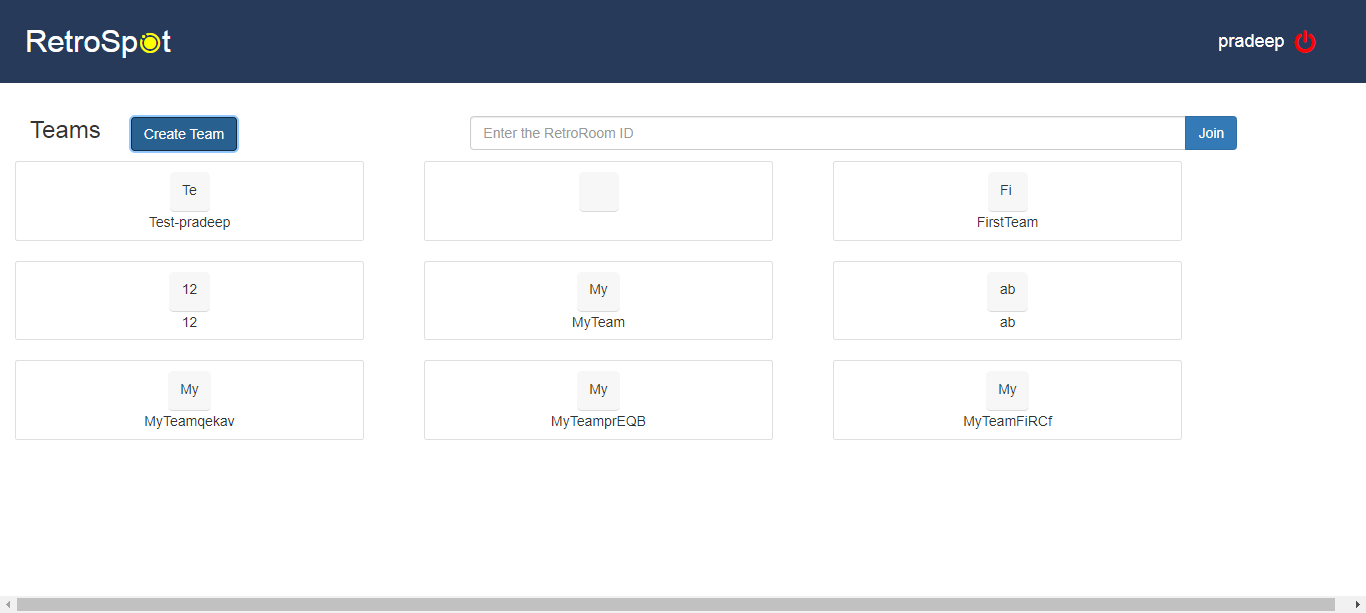 RetroSpot
pradeep
Teams
Create Team
Enter the RetroRoom ID
Join
Te
Test-pradeep
Fi
FirstTeam
12
12
My
MyTeam
ab
ab
My
MyTeamqekav
My
MyTeamprEQB
My
MyTeamFiRCf